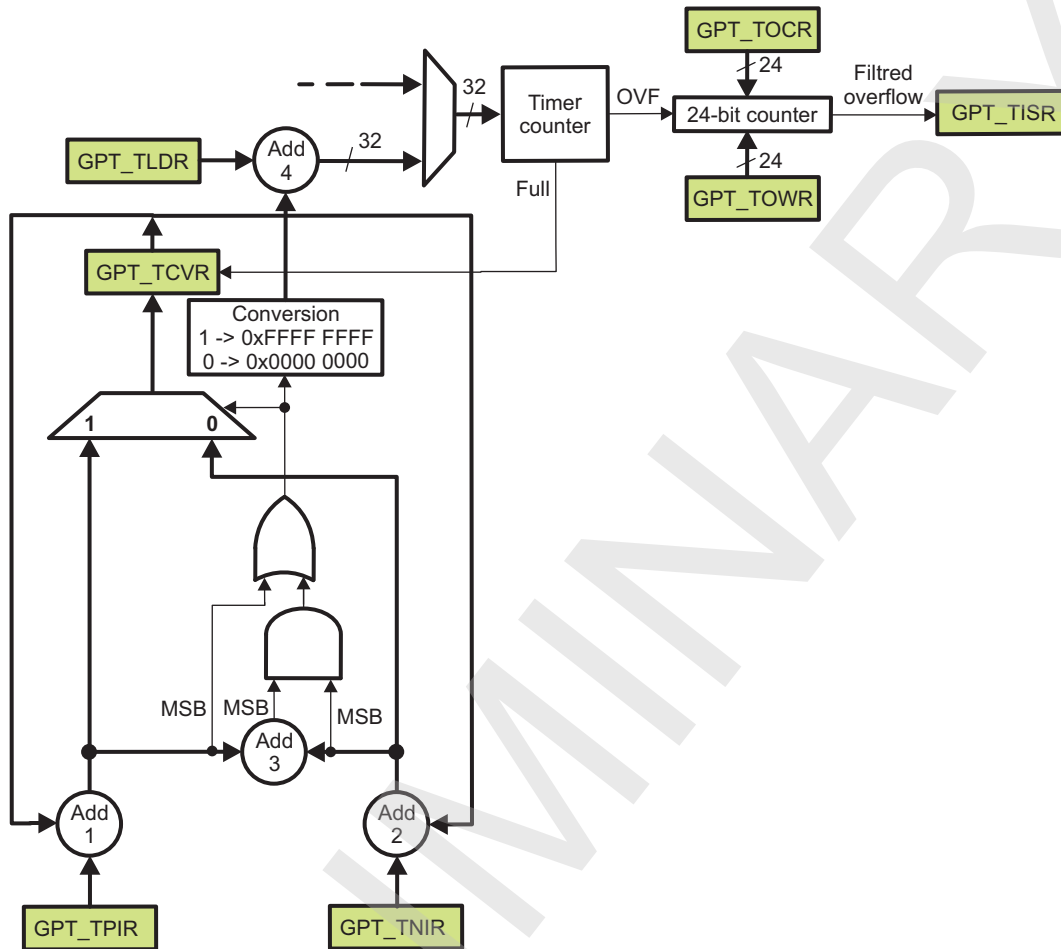 GPT_TOCR
24
32
Timer
counter
OVF
24-bit counter
Filtred
overflow
GPT_TISR
GPT_TLDR
Add
4
32
Full
24
GPT_TOWR
GPT_TCVR
Conversion
1 -> 0xFFFF FFFF
0 -> 0x0000 0000
1
0
MSB
MSB
MSB
Add
3
Add
1
Add
2
GPT_TPIR
GPT_TNIR
IMINARY